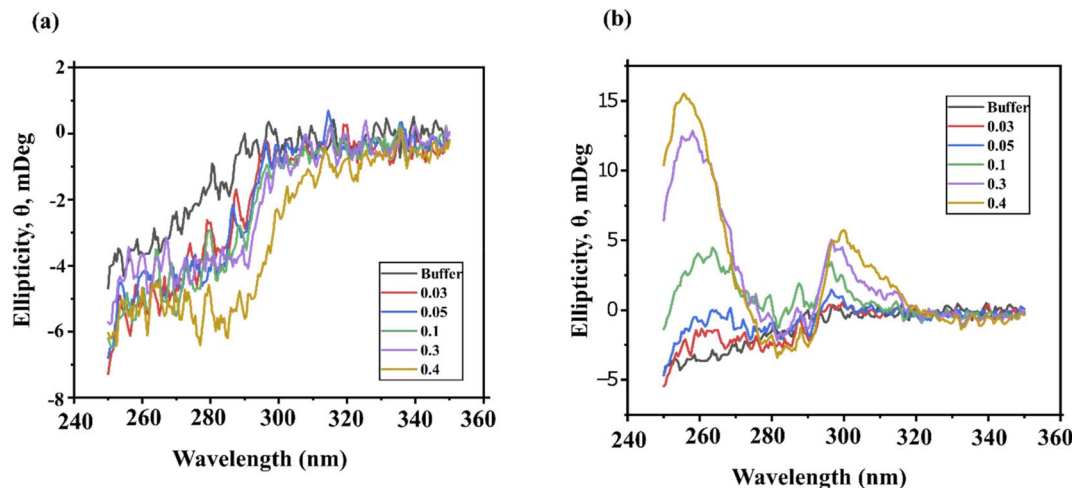 (a)
Ellipticity, θ, mDeg
2
0
-2
-4
-6
-8
240 260 280 300 320 340 360
Wavelength (nm)
Buffer
0.03
0.05
0.1
0.3
0.4
(b)
Ellipticity, θ, mDeg
15
10
5
0
−5
240 260 280 300 320 340 360
Wavelength (nm)
Buffer
0.03
0.05
0.1
0.3
0.4